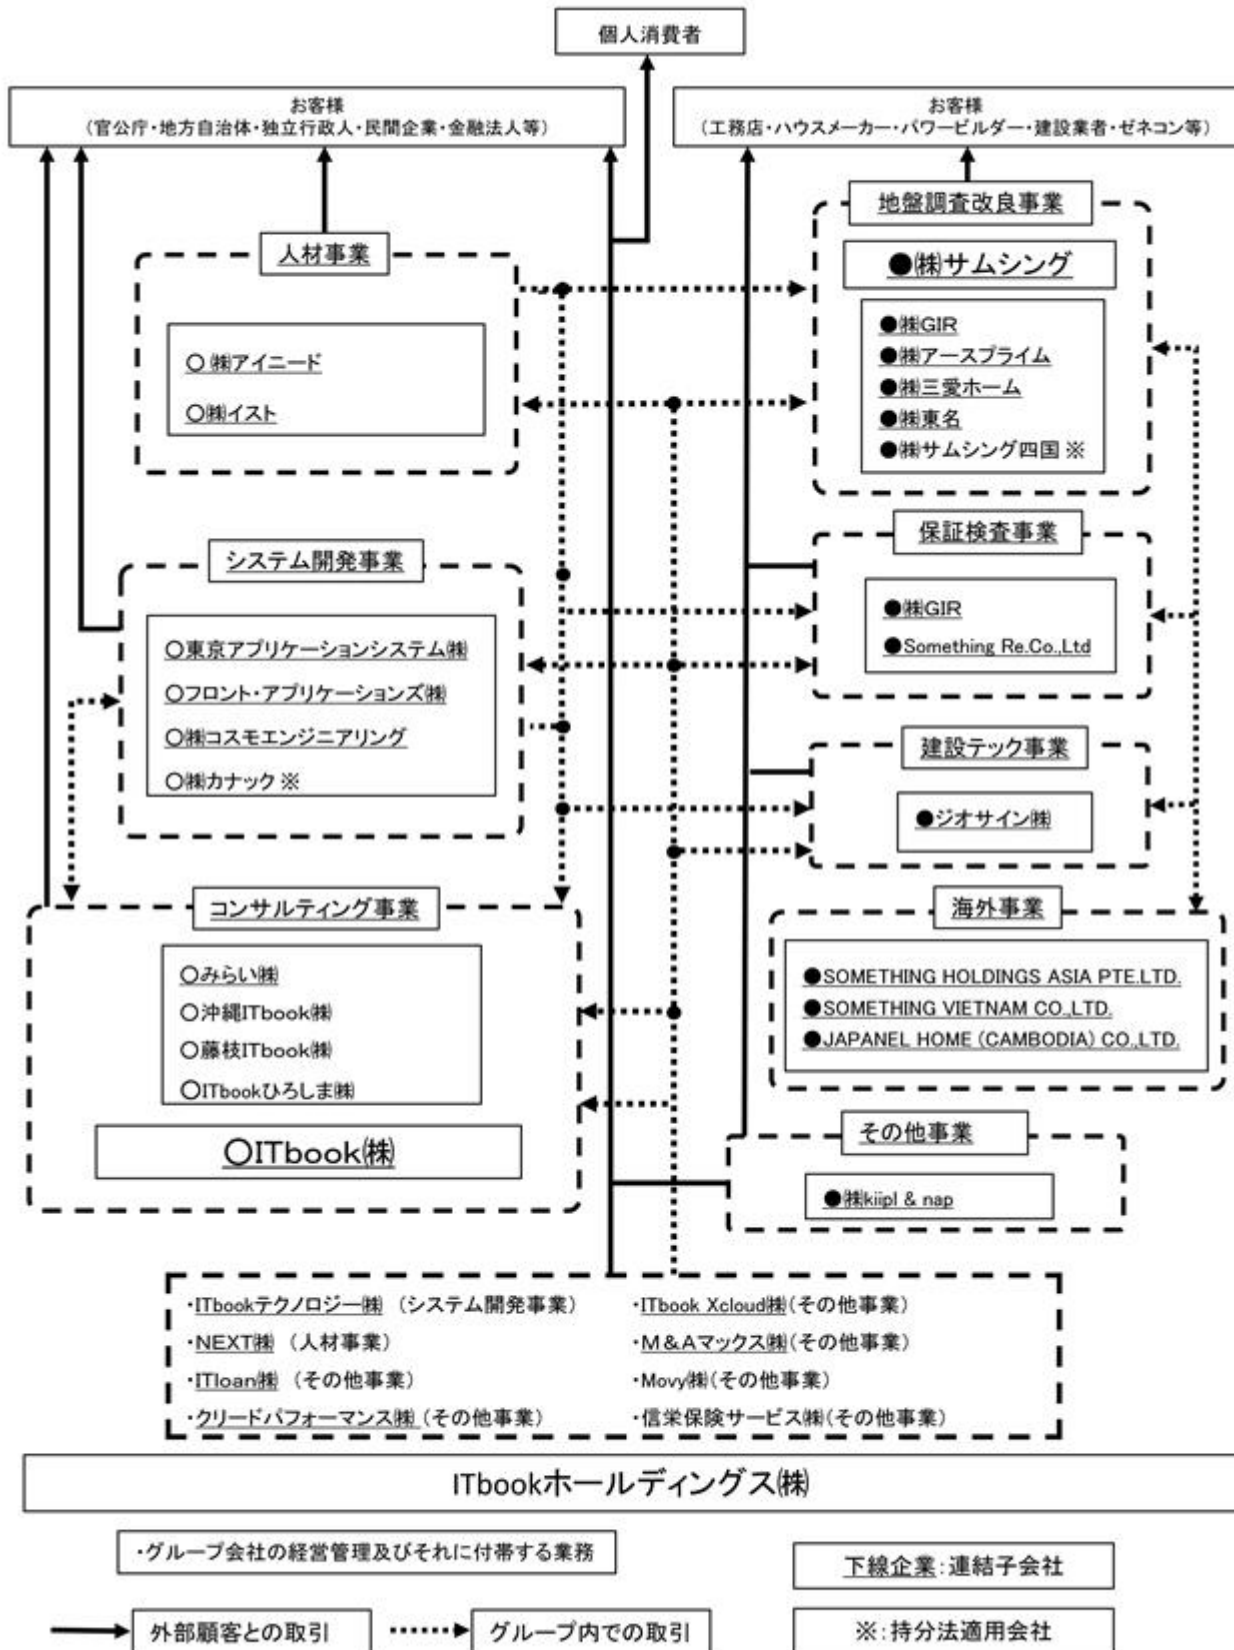 個人消費者
お客様
（官公庁・地方自治体・独立行政人・民間企業・金融法人等）
お客様
（工務店・ハウスメーカー・パワービルダー・建設業者・ゼネコン等）
人材事業
○㈱アイニード
○㈱イスト
地盤調査改良事業
●㈱サムシング
●㈱GIR
●㈱アースプライム
●㈱三愛ホーム
●㈱東名
●㈱サムシング四国 ※
システム開発事業
○東京アプリケーションシステム㈱
○フロント・アプリケーションズ㈱
○㈱コスモエンジニアリング
○㈱カナック ※
保証検査事業
●㈱GIR
●Something Re.Co.,Ltd
建設テック事業
●ジオサイン㈱
コンサルティング事業
○みらい㈱
○沖縄ITbook㈱
○藤枝ITbook㈱
○ITbookひろしま㈱
○ITbook㈱
海外事業
●SOMETHING HOLDINGS ASIA PTE.LTD.
●SOMETHING VIETNAM CO.,LTD.
●JAPANEL HOME (CAMBODIA) CO.,LTD.
その他事業
●㈱kiipl & nap
・ITbookテクノロジー㈱ （システム開発事業）
・NEXT㈱ （人材事業）
・ITloan㈱ （その他事業）
・クリードパフォーマンス㈱（その他事業）
・ITbook Xcloud㈱（その他事業）
・M&Aマックス㈱（その他事業）
・Movy㈱（その他事業）
・信栄保険サービス㈱（その他事業）
ITbookホールディングス㈱
・グループ会社の経営管理及びそれに付帯する業務
下線企業：連結子会社
外部顧客との取引
グループ内での取引
※：持分法適用会社